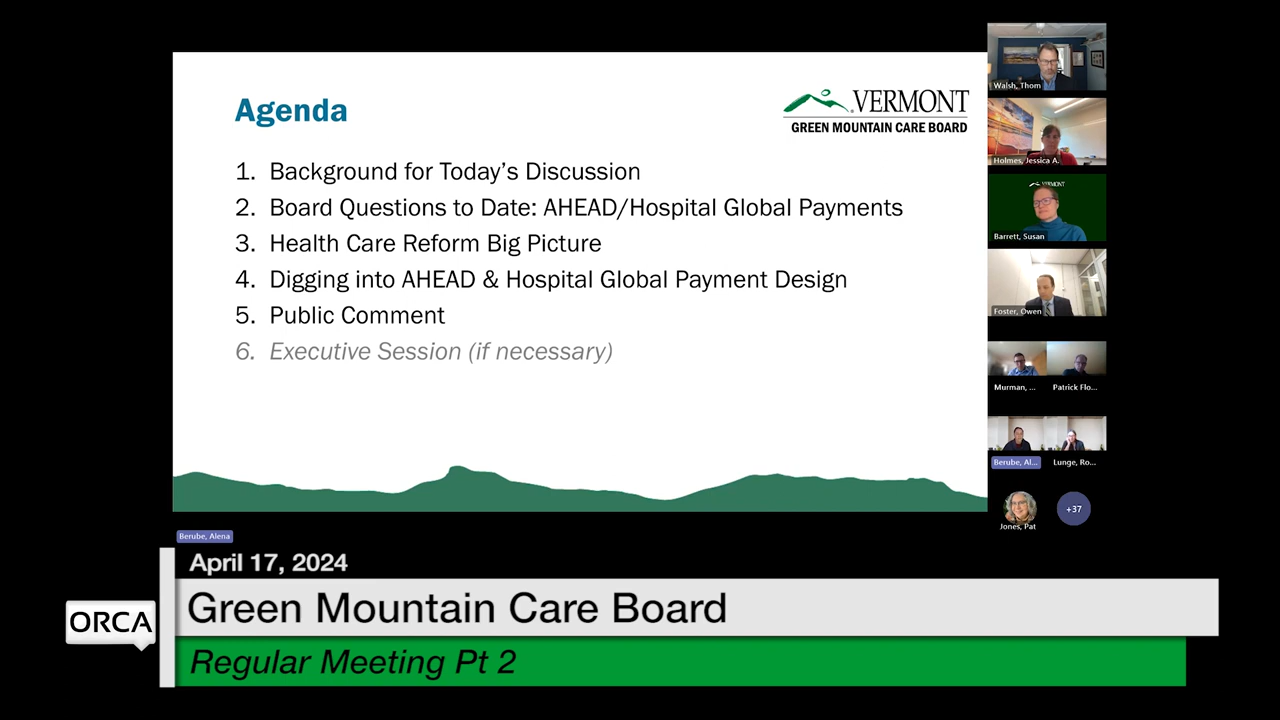 Agenda
VERMONT
GREEN MOUNTAIN CARE BOARD
1. Background for Today's Discussion
2. Board Questions to Date: AHEAD/Hospital Global Payments
3. Health Care Reform Big Picture
4. Digging into AHEAD & Hospital Global Payment Design
5. Public Comment
6. Executive Session (if necessary)
Walsh, Thom
Holmes, Jessica A.
VERMONT
Barrett, Susan
Foster, Owen
Murman, ...
Patrick Flo...
Berube, Al...
Lunge, Ro...
Jones, Pat
+37
Berube, Alena
April 17, 2024
ORCA
Green Mountain Care Board
Regular Meeting Pt 2